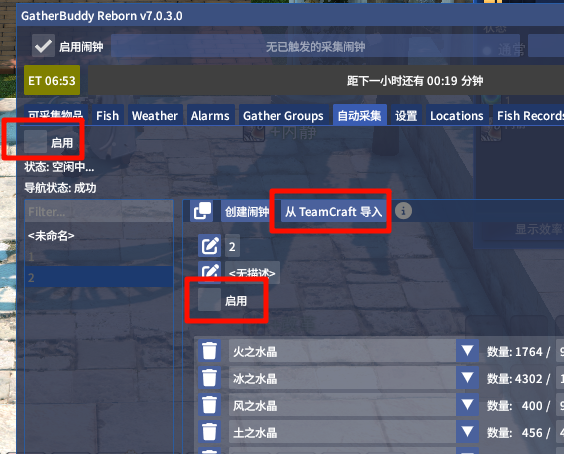 GatherBuddy Reborn v7.0.3.0
状态
启用闹钟 无已触发的采集闹钟 通常
ET 06:53 距下一小时还有 00:19 分钟
可采集物品 Fish Weather Alarms Gather Groups 自动采集 设置 Locations Fish Records
启用
状态: 空闲中...
导航状态: 成功
Filter... 创建闹钟 从 TeamCraft 导入
显示效率
<未命名> 2
1 <无描述>
2
启用
火之水晶 数量: 1764 /
冰之水晶 数量: 4302 /
风之水晶 数量: 400 /
土之水晶 数量: 456 /